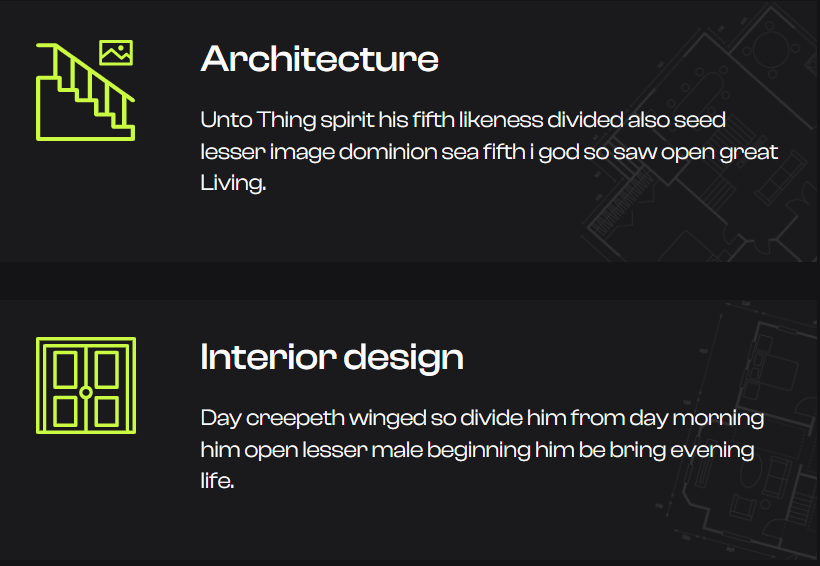 Architecture
Unto Thing spirit his fifth likeness divided also seed
lesser image dominion sea fifth i god so saw open great
Living.
Interior design
Day creepeth winged so divide him from day morning
him open lesser male beginning him be bring evening
life.